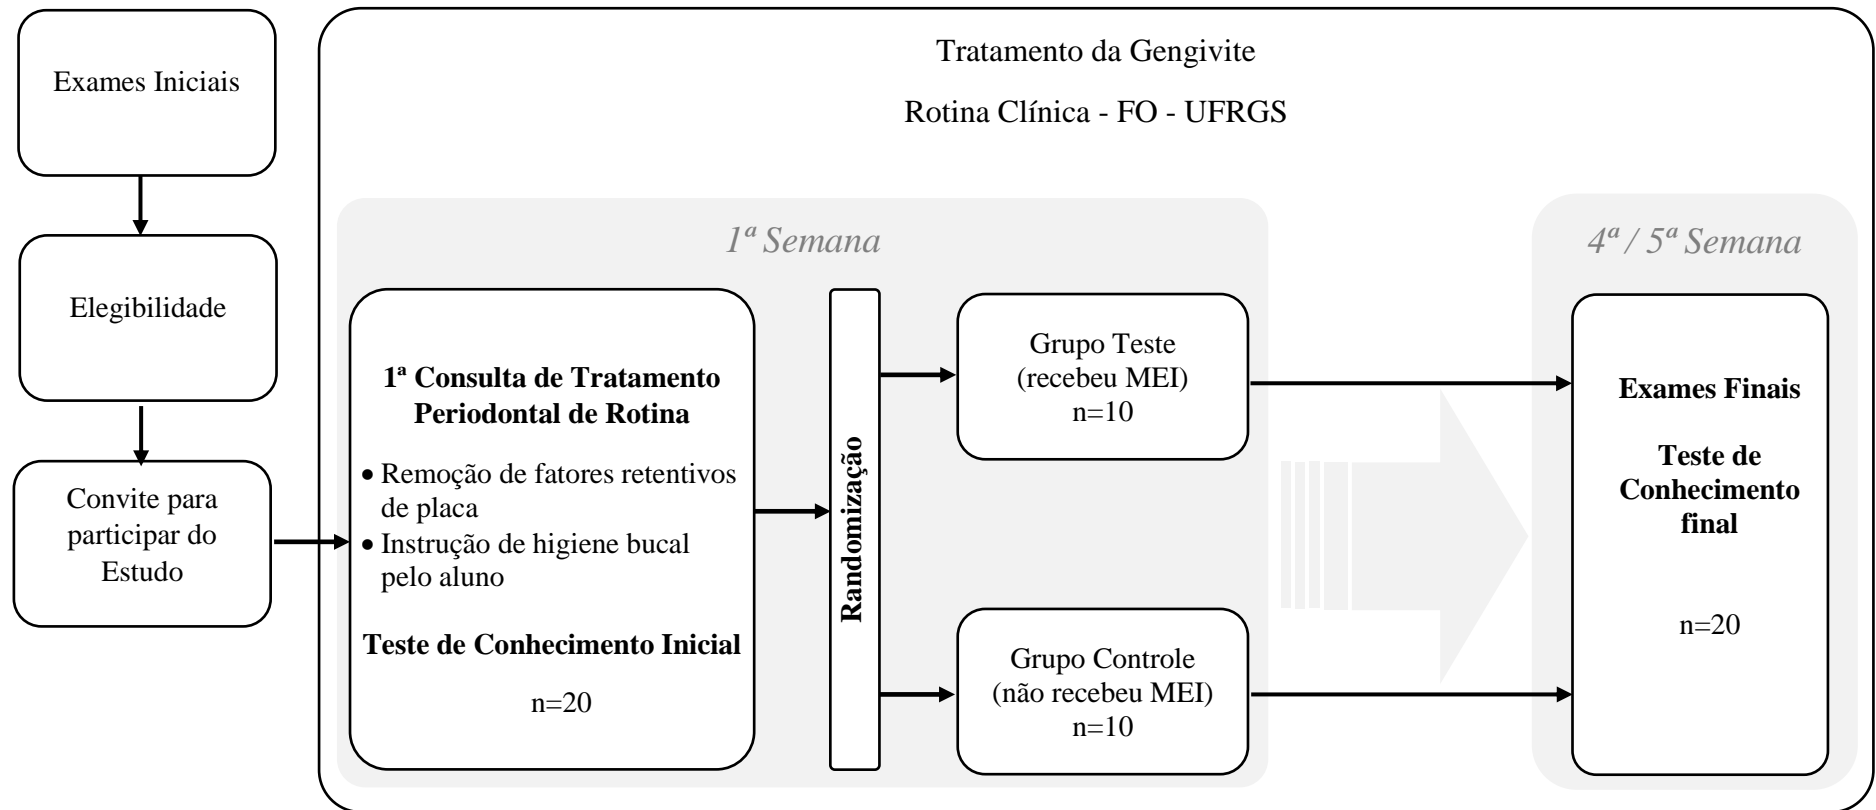 Exames Iniciais
Elegibilidade
Convite para
participar do
Estudo
Tratamento da Gengivite
Rotina Clínica - FO - UFRGS
1ª Semana
1ª Consulta de Tratamento
Periodontal de Rotina
• Remoção de fatores retentivos
de placa
• Instrução de higiene bucal
pelo aluno
Teste de Conhecimento Inicial
n=20
Randomização
Grupo Teste
(recebeu MEI)
n=10
Grupo Controle
(não recebeu MEI)
n=10
4ª / 5ª Semana
Exames Finais
Teste de
Conhecimento
final
n=20